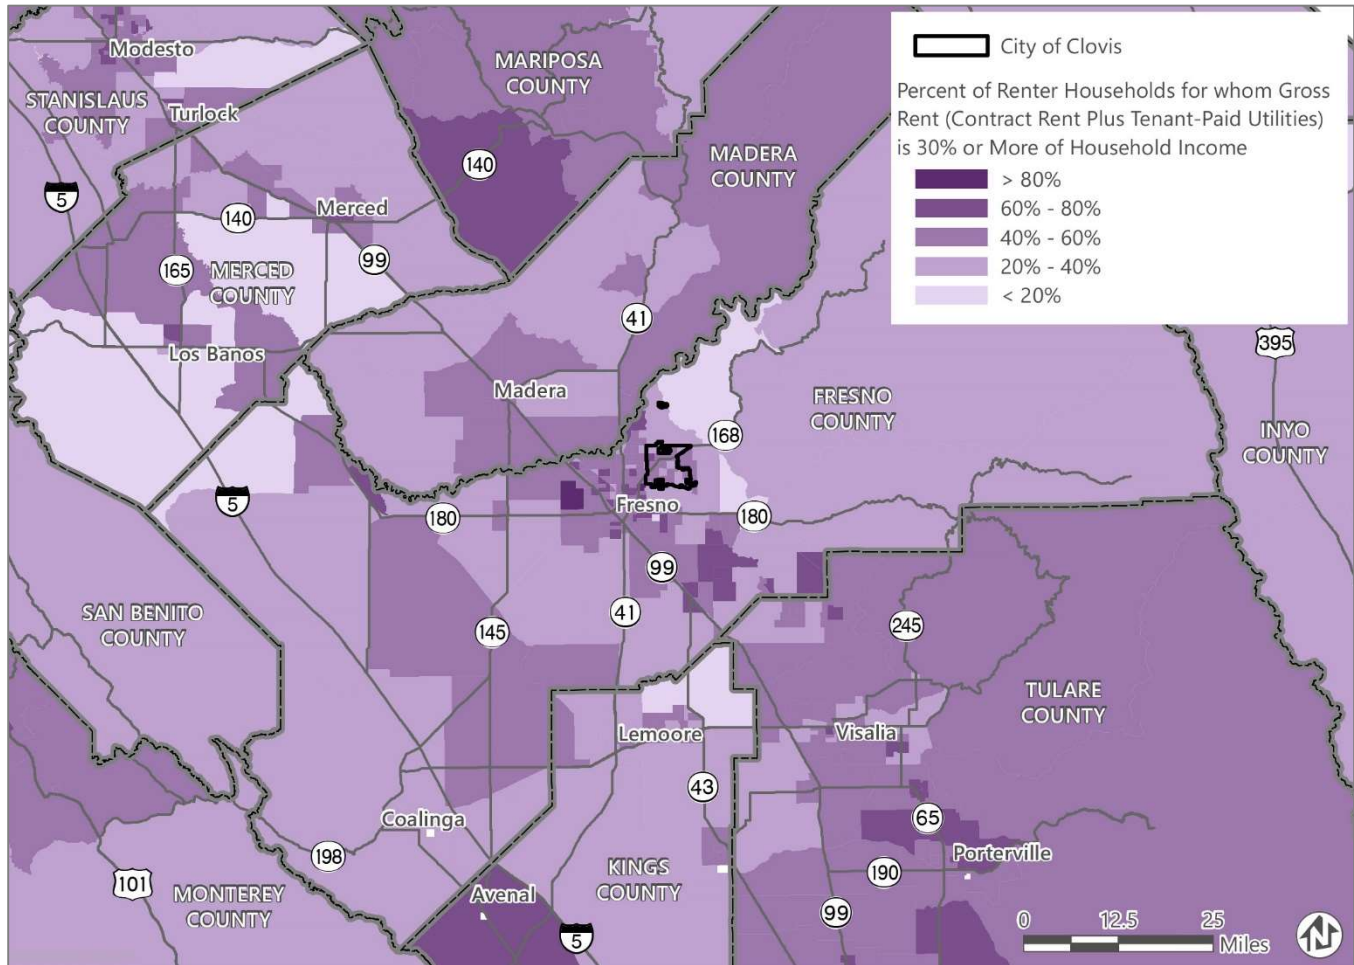 City of Clovis
Percent of Renter Households for whom Gross
Rent (Contract Rent Plus Tenant-Paid Utilities)
is 30% or More of Household Income
> 80%
60% - 80%
40% - 60%
20% - 40%
< 20%
Modesto
MARIPOSA
COUNTY
STANISLAUS
COUNTY
Turlock
MADERA
COUNTY
140
5
Merced
140
99
165
MERCED
COUNTY
41
395
Los Banos
Madera
FRESNO
COUNTY
168
INYO
COUNTY
5
Fresno
180
180
99
SAN BENITO
COUNTY
41
145
245
TULARE
COUNTY
Lemoore
Visalia
43
Coalinga
65
198
Porterville
KINGS
COUNTY
190
101
MONTEREY
COUNTY
Avenal
99
5
0 12.5 25
Miles
N